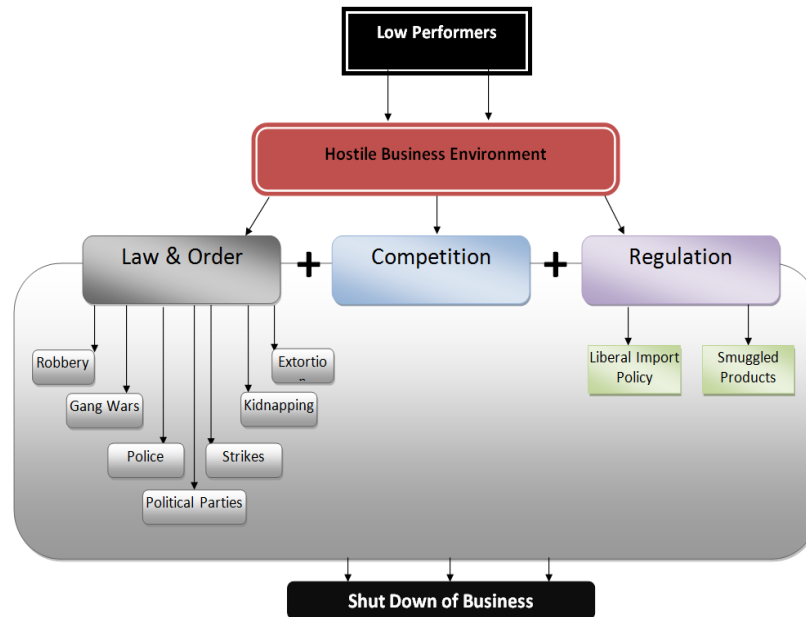 Low Performers
Hostile Business Environment
Law & Order
+
Competition
+
Regulation
Robbery
Extortion
Liberal Import
Policy
Smuggled
Products
Gang Wars
Kidnapping
Police
Strikes
Political Parties
Shut Down of Business